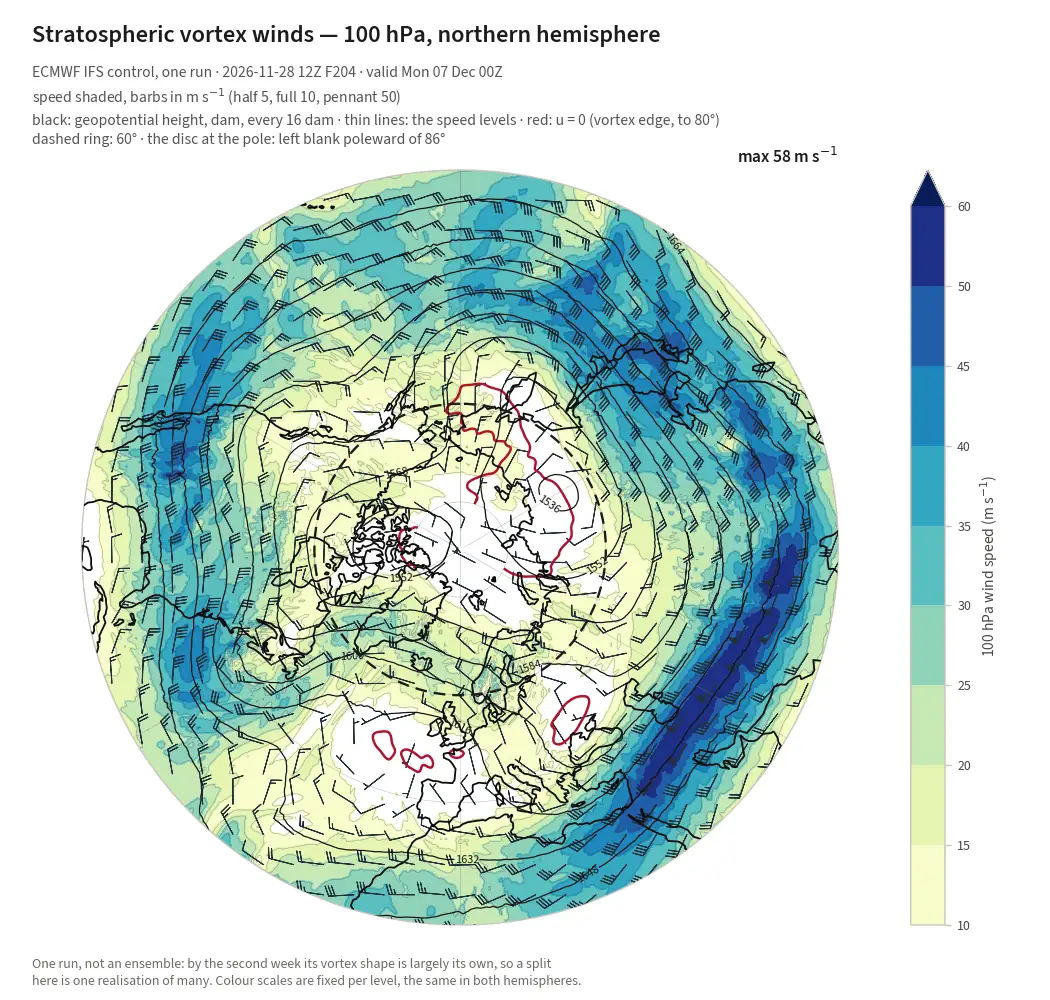 Stratospheric vortex winds — 100 hPa, northern hemisphere
ECMWF IFS control, one run · 2026-11-28 12Z F204 · valid Mon 07 Dec 00Z
speed shaded, barbs in m s⁻¹ (half 5, full 10, pennant 50)
black: geopotential height, dam, every 16 dam · thin lines: the speed levels · red: u = 0 (vortex edge, to 80°)
dashed ring: 60° · the disc at the pole: left blank poleward of 86°
max 58 m s⁻¹
1664
60
50
45
40
35
30
25
20
15
10
100 hPa wind speed (m s⁻¹)
1568
1536
1552
1552
1600
1584
1632
1648
One run, not an ensemble: by the second week its vortex shape is largely its own, so a split
here is one realisation of many. Colour scales are fixed per level, the same in both hemispheres.